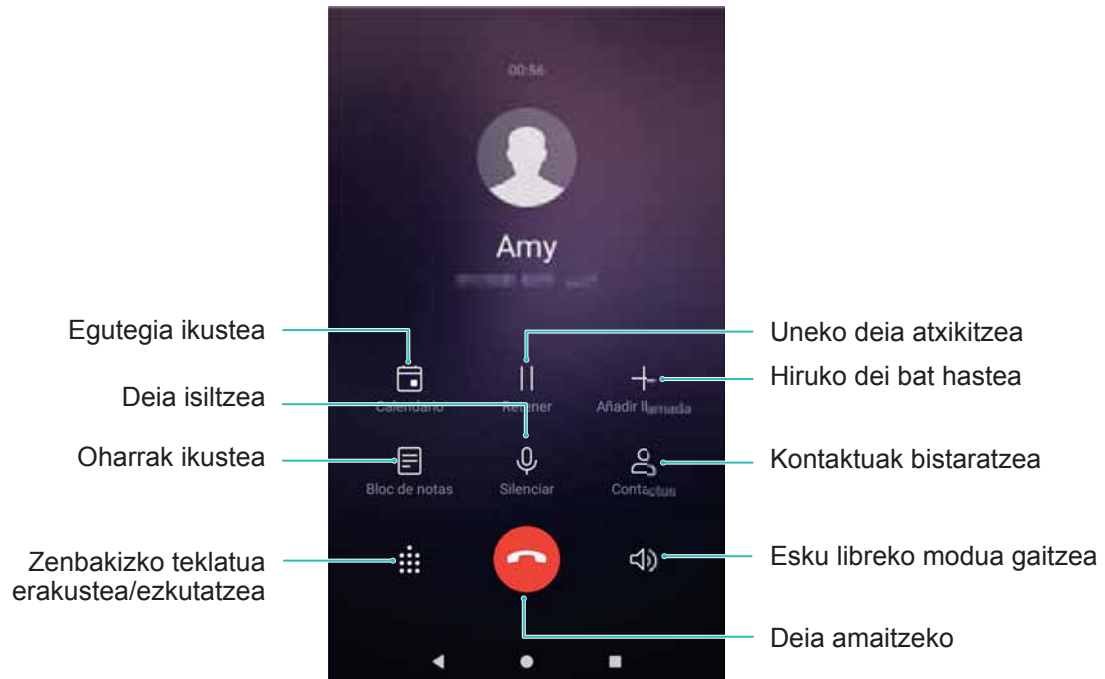 00:56
Amy
Egutegia ikustea
Uneko deia atxikitzea
Hiruko dei bat hastea
Calendario
Retener
Añadir llamada
Deia isiltzea
Oharrak ikustea
Kontaktuak bistaratzea
Bloc de notas
Silenciar
Contactos
Zenbakizko teklatua
erakustea/ezkutatzea
Esku libreko modua gaitzea
Deia amaitzeko